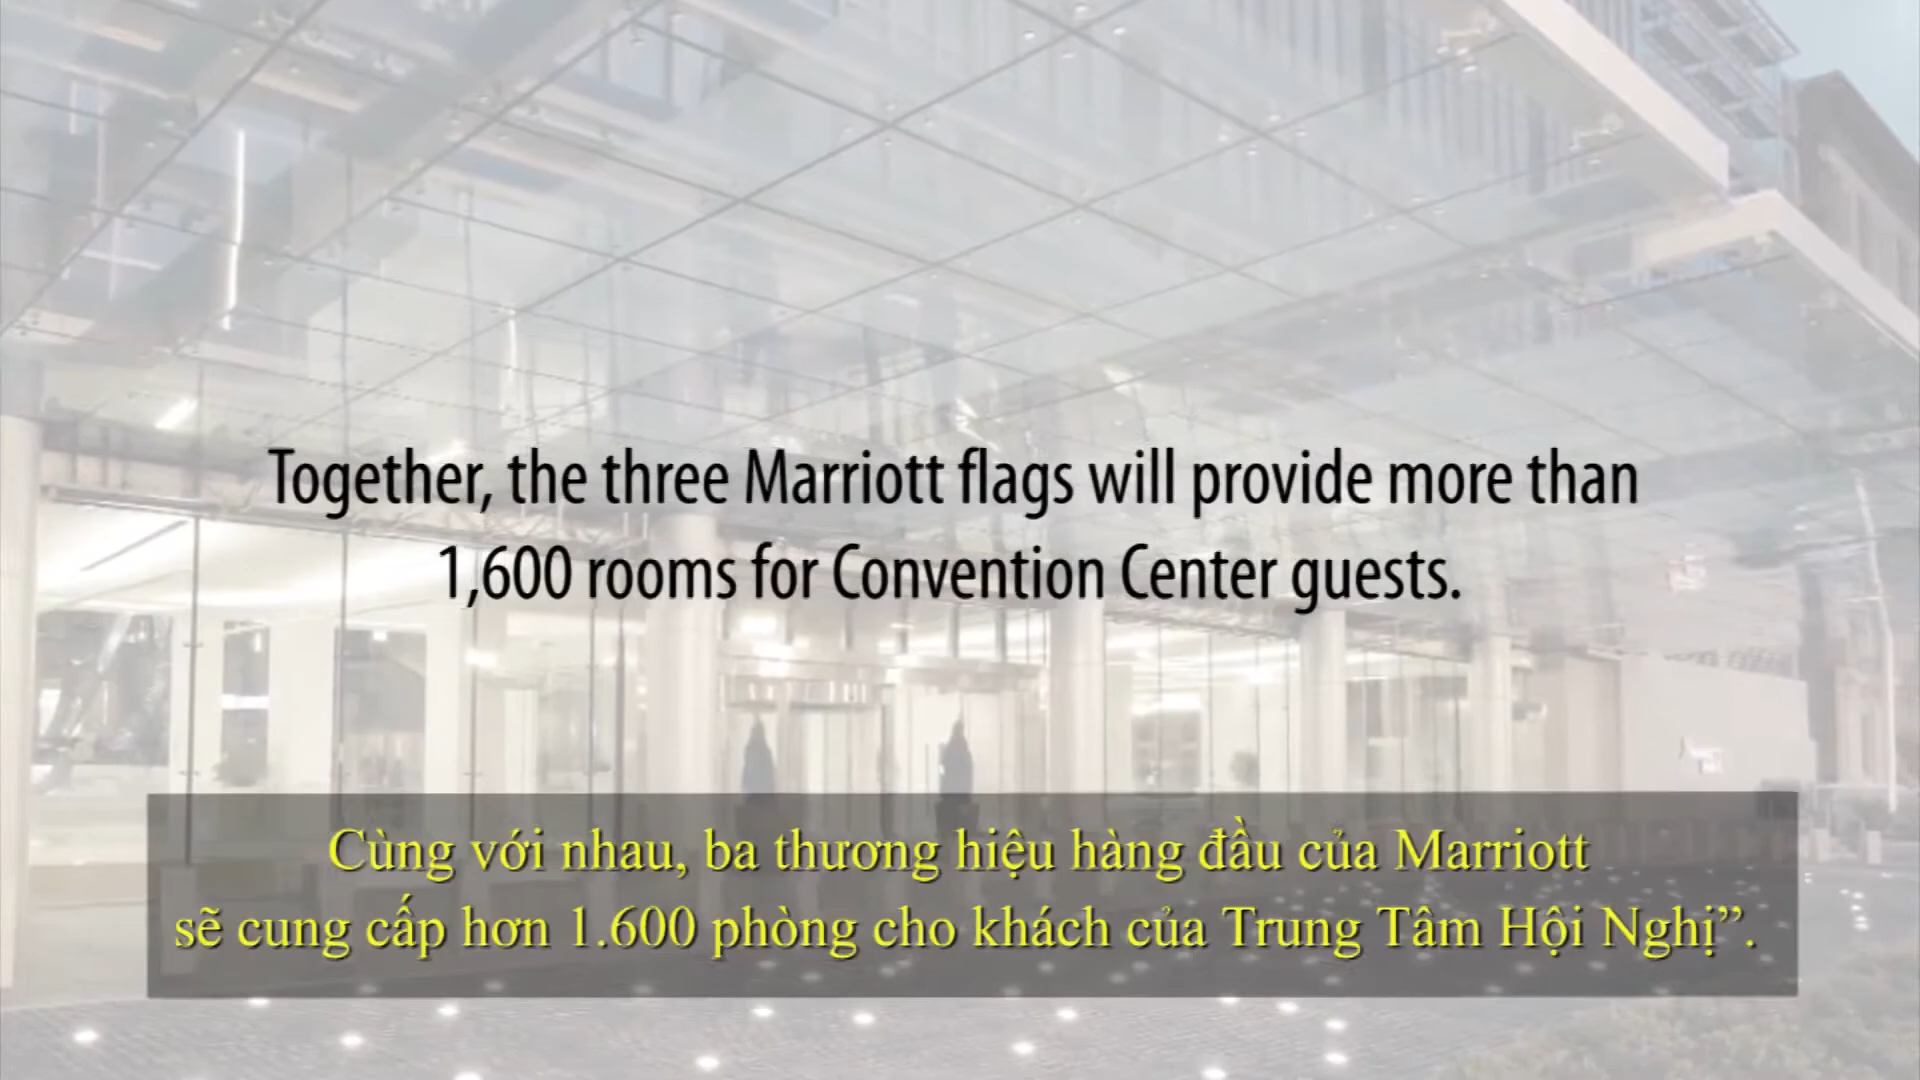 Together, the three Marriott flags will provide more than
1,600 rooms for Convention Center guests.
Cùng với nhau, ba thương hiệu hàng đầu của Marriott
sẽ cung cấp hơn 1.600 phòng cho khách của Trung Tâm Hội Nghị”.